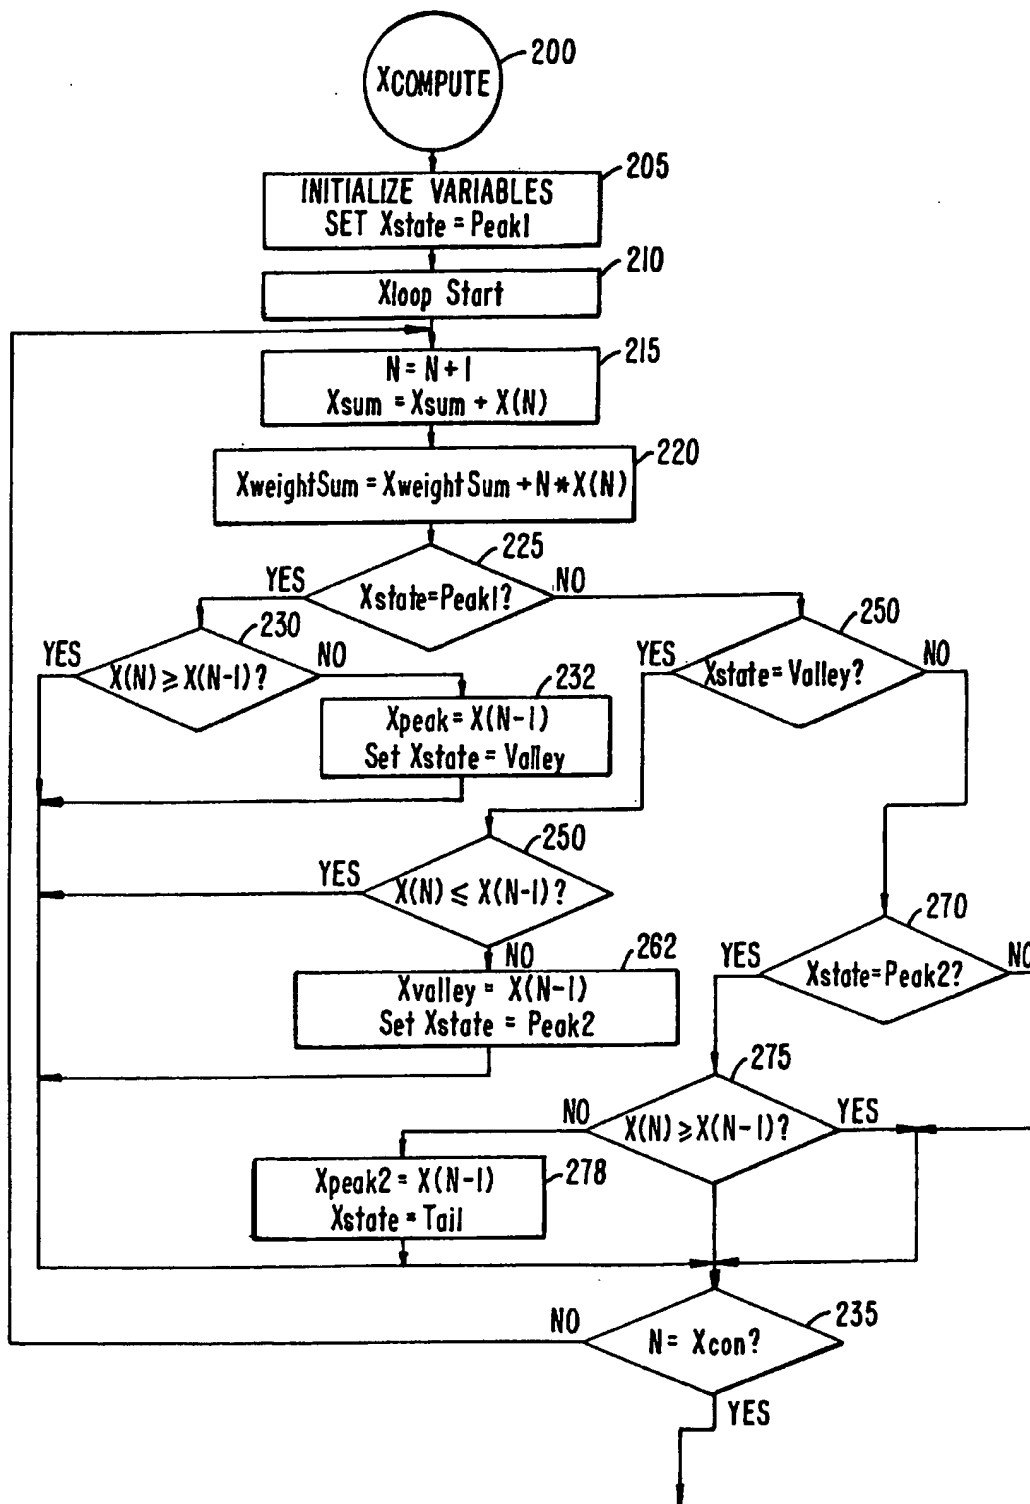 XCOMPUTE
200
INITIALIZE VARIABLES
SET Xstate = Peak1
205
Xloop Start
210
N = N + 1
Xsum = Xsum + X(N)
215
XweightSum = XweightSum + N * X(N)
220
Xstate=Peak1?
225
YES
NO
X(N) ≥ X(N-1)?
230
YES
NO
Xstate=Valley?
250
YES
NO
Xpeak = X(N-1)
Set Xstate = Valley
232
X(N) ≤ X(N-1)?
250
YES
NO
Xstate=Peak2?
270
YES
NO
Xvalley = X(N-1)
Set Xstate = Peak2
262
X(N) ≥ X(N-1)?
275
NO
YES
Xpeak2 = X(N-1)
Xstate = Tail
278
N = Xcon?
235
NO
YES